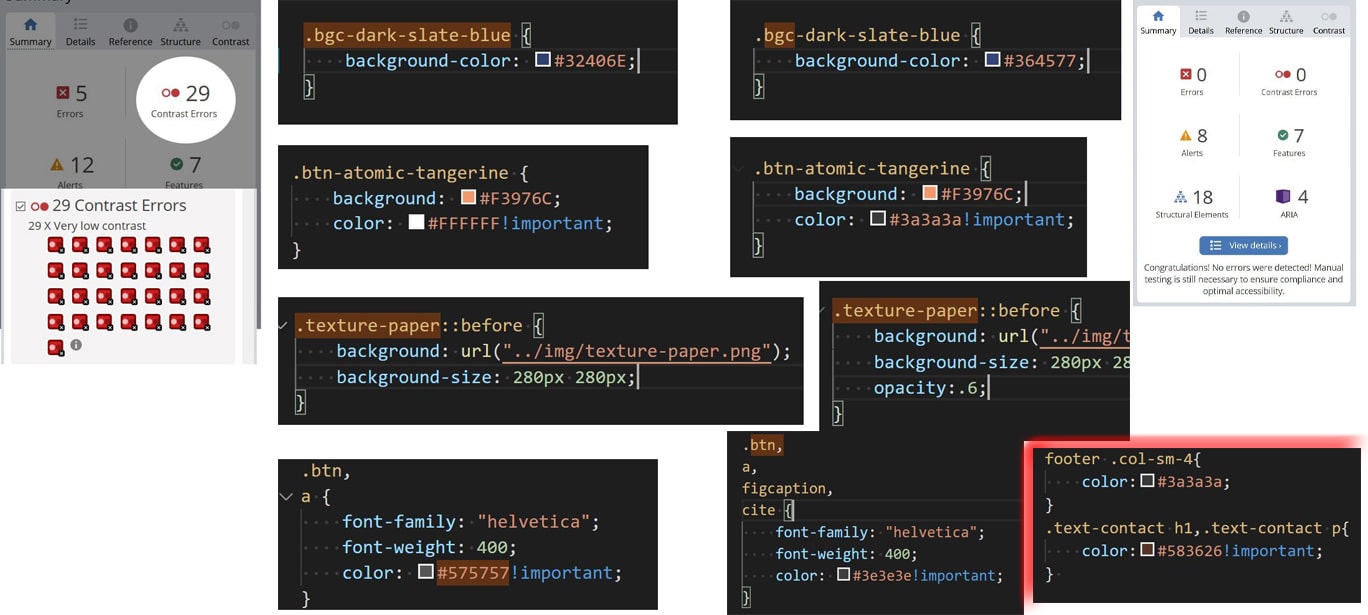 Summary
Details
Reference
Structure
Contrast
5
Errors
29
Contrast Errors
12
Alerts
7
Features
29 Contrast Errors
29 X Very low contrast
.bgc-dark-slate-blue {
background-color: #32406E;
}
.btn-atomic-tangerine {
background: #F3976C;
color: #FFFFFF!important;
}
.texture-paper::before {
background: url("../img/texture-paper.png");
background-size: 280px 280px;
}
.btn,
a {
font-family: "helvetica";
font-weight: 400;
color: #575757!important;
}
.bgc-dark-slate-blue {
background-color: #364577;
}
.btn-atomic-tangerine {
background: #F3976C;
color: #3a3a3a!important;
}
.texture-paper::before {
background: url("../img/t
background-size: 280px 28
opacity:.6;
}
.btn,
a,
figcaption,
cite {
font-family: "helvetica";
font-weight: 400;
color: #3e3e3e!important;
}
footer .col-sm-4{
color: #3a3a3a;
}
.text-contact h1,.text-contact p{
color: #583626!important;
}
Summary
Details
Reference
Structure
Contrast
0
Errors
0
Contrast Errors
8
Alerts
7
Features
18
Structural Elements
4
ARIA
View details ›
Congratulations! No errors were detected! Manual
testing is still necessary to ensure compliance and
optimal accessibility.